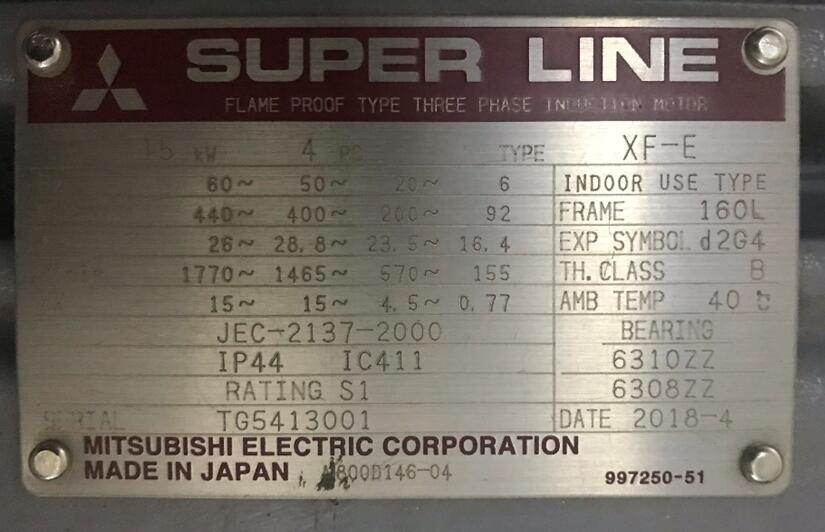 SUPER LINE
FLAME PROOF TYPE THREE PHASE INDUCTION MOTOR
15 kW 4 TYPE XF-E
60~ 50~ 20~ 6 INDOOR USE TYPE
440~ 400~ 200~ 92 FRAME 160L
26~ 28.8~ 23.5~ 16.4 EXP SYMBOL d2G4
1770~ 1465~ 570~ 155 TH. CLASS B
15~ 15~ 4.5~ 0.77 AMB TEMP 40 ℃
JEC-2137-2000 BEARING
IP44 IC411 6310ZZ
RATING S1 6308ZZ
SERIAL TG5413001 DATE 2018-4
MITSUBISHI ELECTRIC CORPORATION
MADE IN JAPAN
997250-51